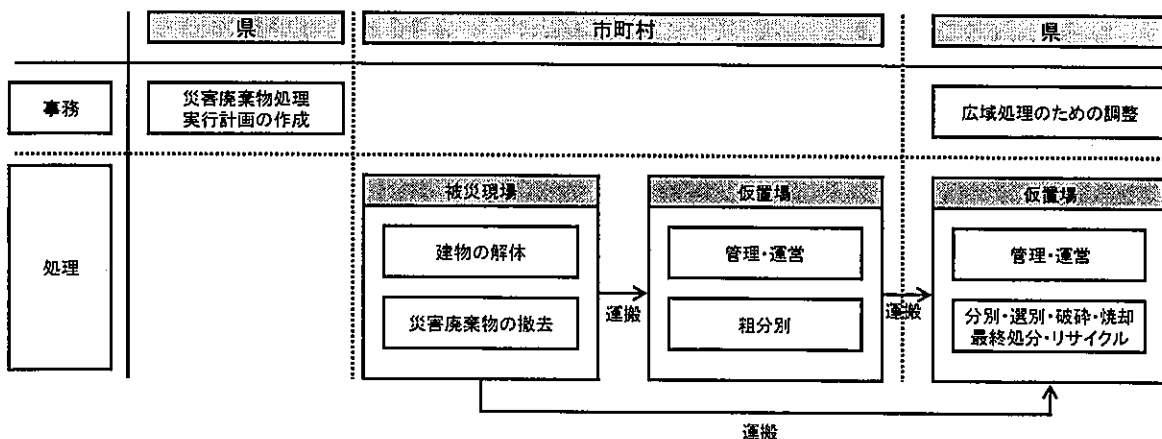 県
市町村
県
事務
災害廃棄物処理
実行計画の作成
広域処理のための調整
処理
被災現場
建物の解体
災害廃棄物の撤去
運搬
仮置場
管理・運営
粗分別
運搬
仮置場
管理・運営
分別・選別・破砕・焼却
最終処分・リサイクル
運搬